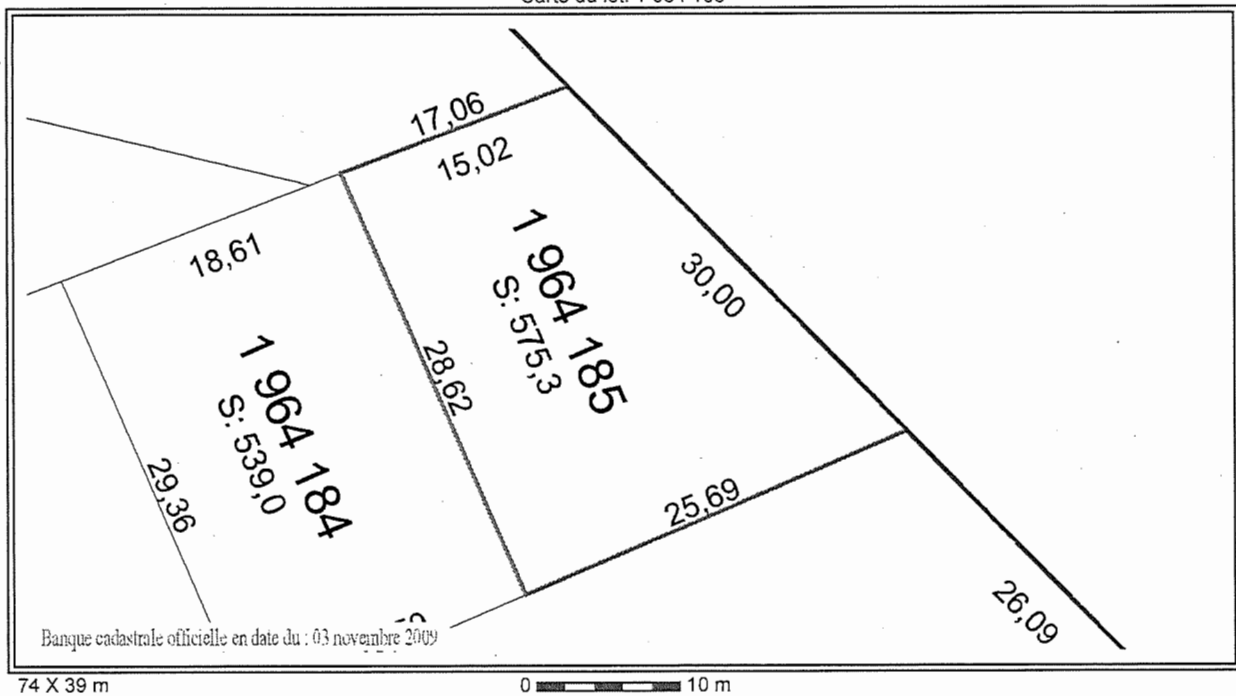 17,06
15,02
18,61
1 964 185
S: 575,3
30,00
28,62
1 964 184
S: 539,0
29,36
25,69
26,09
Banque cadastrale officielle en date du : 03 novembre 2009
74 X 39 m
0 10 m